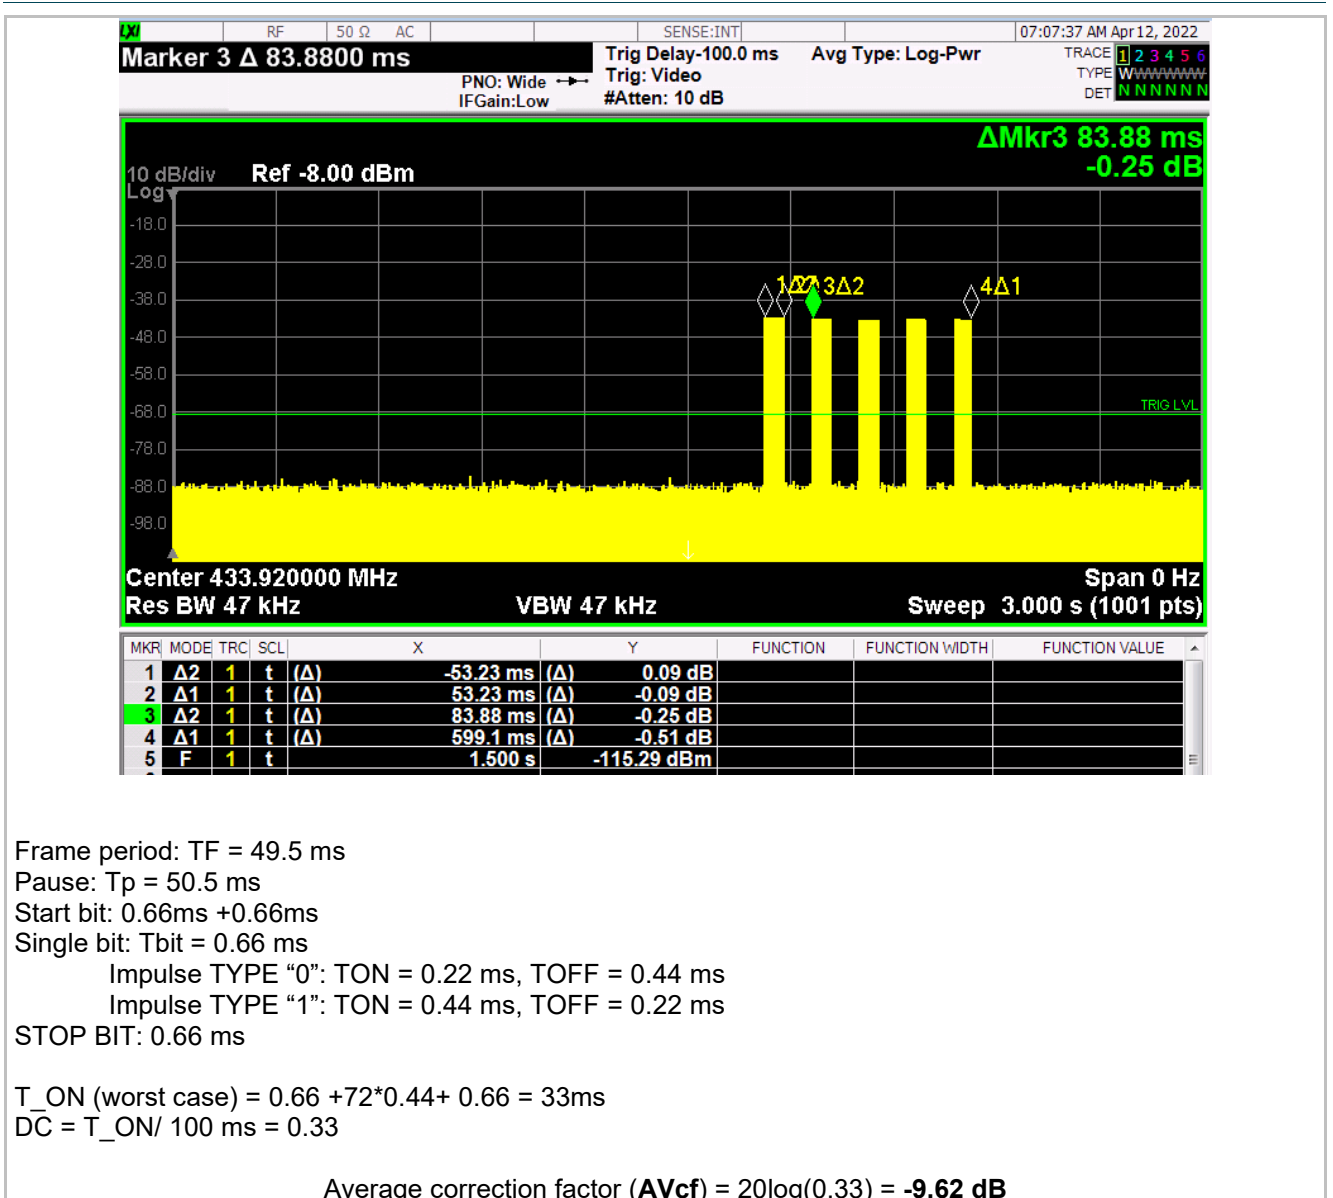 LXI RF 50 Ω AC SENSE:INT 07:07:37 AM Apr 12, 2022
Marker 3 Δ 83.8800 ms
Trig Delay-100.0 ms Avg Type: Log-Pwr
PNO: Wide Trig: Video
IFGain:Low #Atten: 10 dB
TRACE 1 2 3 4 5 6
TYPE WWWWWWW
DET N N N N N N
ΔMkr3 83.88 ms
-0.25 dB
10 dB/div Ref -8.00 dBm
Log
-18.0
-28.0
-38.0
-48.0
-58.0
-68.0
-78.0
-88.0
-98.0
3Δ2 4Δ1
TRIG LVL
Center 433.920000 MHz Span 0 Hz
Res BW 47 kHz VBW 47 kHz Sweep 3.000 s (1001 pts)
MKR MODE TRC SCL X Y FUNCTION FUNCTION WIDTH FUNCTION VALUE
1 Δ2 1 t (Δ) -53.23 ms (Δ) 0.09 dB
2 Δ1 1 t (Δ) 53.23 ms (Δ) -0.09 dB
3 Δ2 1 t (Δ) 83.88 ms (Δ) -0.25 dB
4 Δ1 1 t (Δ) 599.1 ms (Δ) -0.51 dB
5 F 1 t 1.500 s -115.29 dBm
Frame period: TF = 49.5 ms
Pause: Tp = 50.5 ms
Start bit: 0.66ms +0.66ms
Single bit: Tbit = 0.66 ms
Impulse TYPE “0”: TON = 0.22 ms, TOFF = 0.44 ms
Impulse TYPE “1”: TON = 0.44 ms, TOFF = 0.22 ms
STOP BIT: 0.66 ms
T_ON (worst case) = 0.66 +72*0.44+ 0.66 = 33ms
DC = T_ON/ 100 ms = 0.33
Average correction factor (AVcf) = 20log(0.33) = -9.62 dB